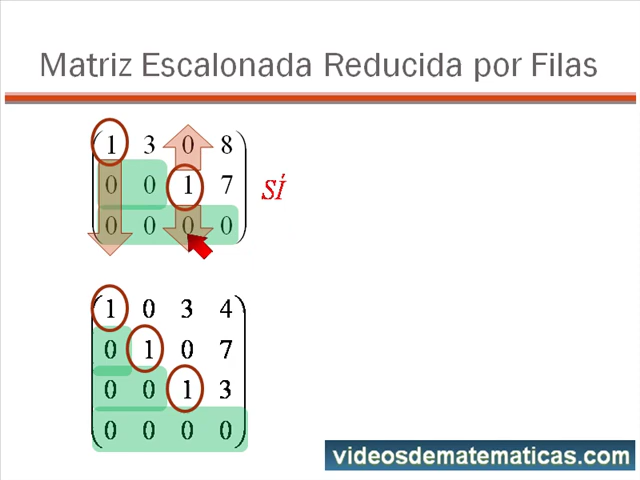 Matriz Escalonada Reducida por Filas
1 3 0 8
0 0 1 7
0 0 0 0
SÍ
1 0 3 4
0 1 0 7
0 0 1 3
0 0 0 0
videosdematematicas.com